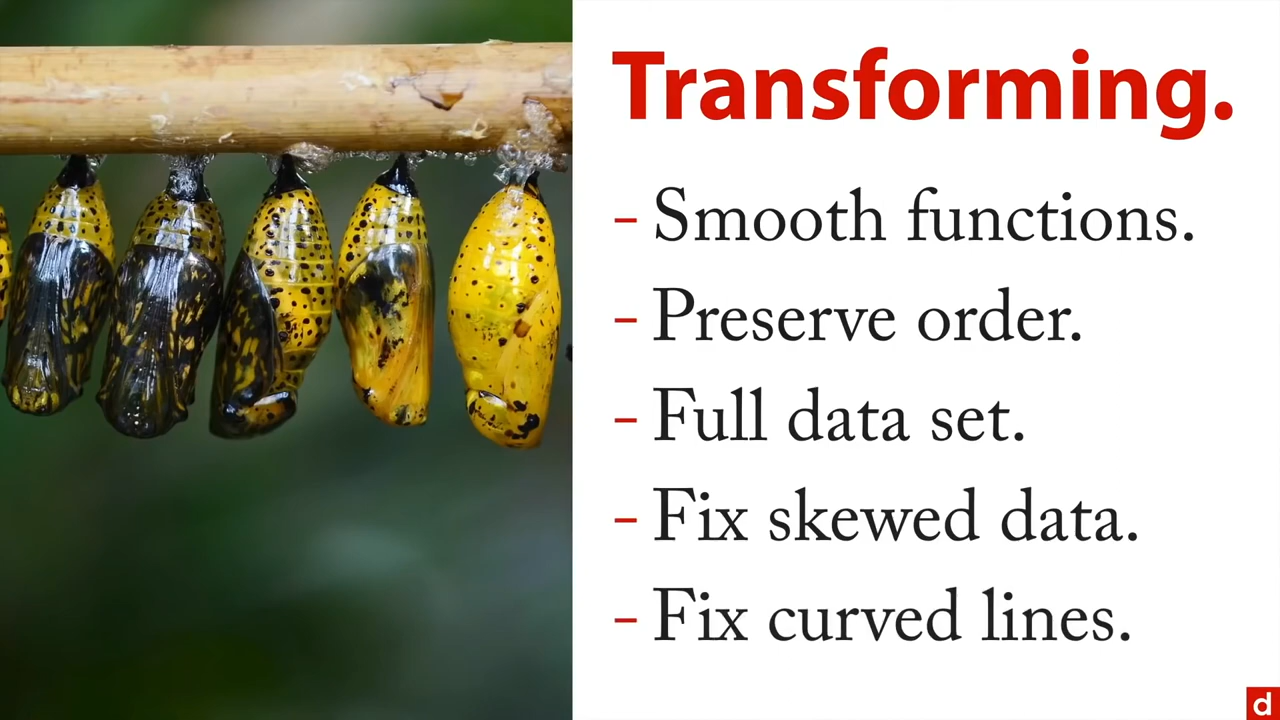 Transforming.
- Smooth functions.
- Preserve order.
- Full data set.
- Fix skewed data.
- Fix curved lines.
d